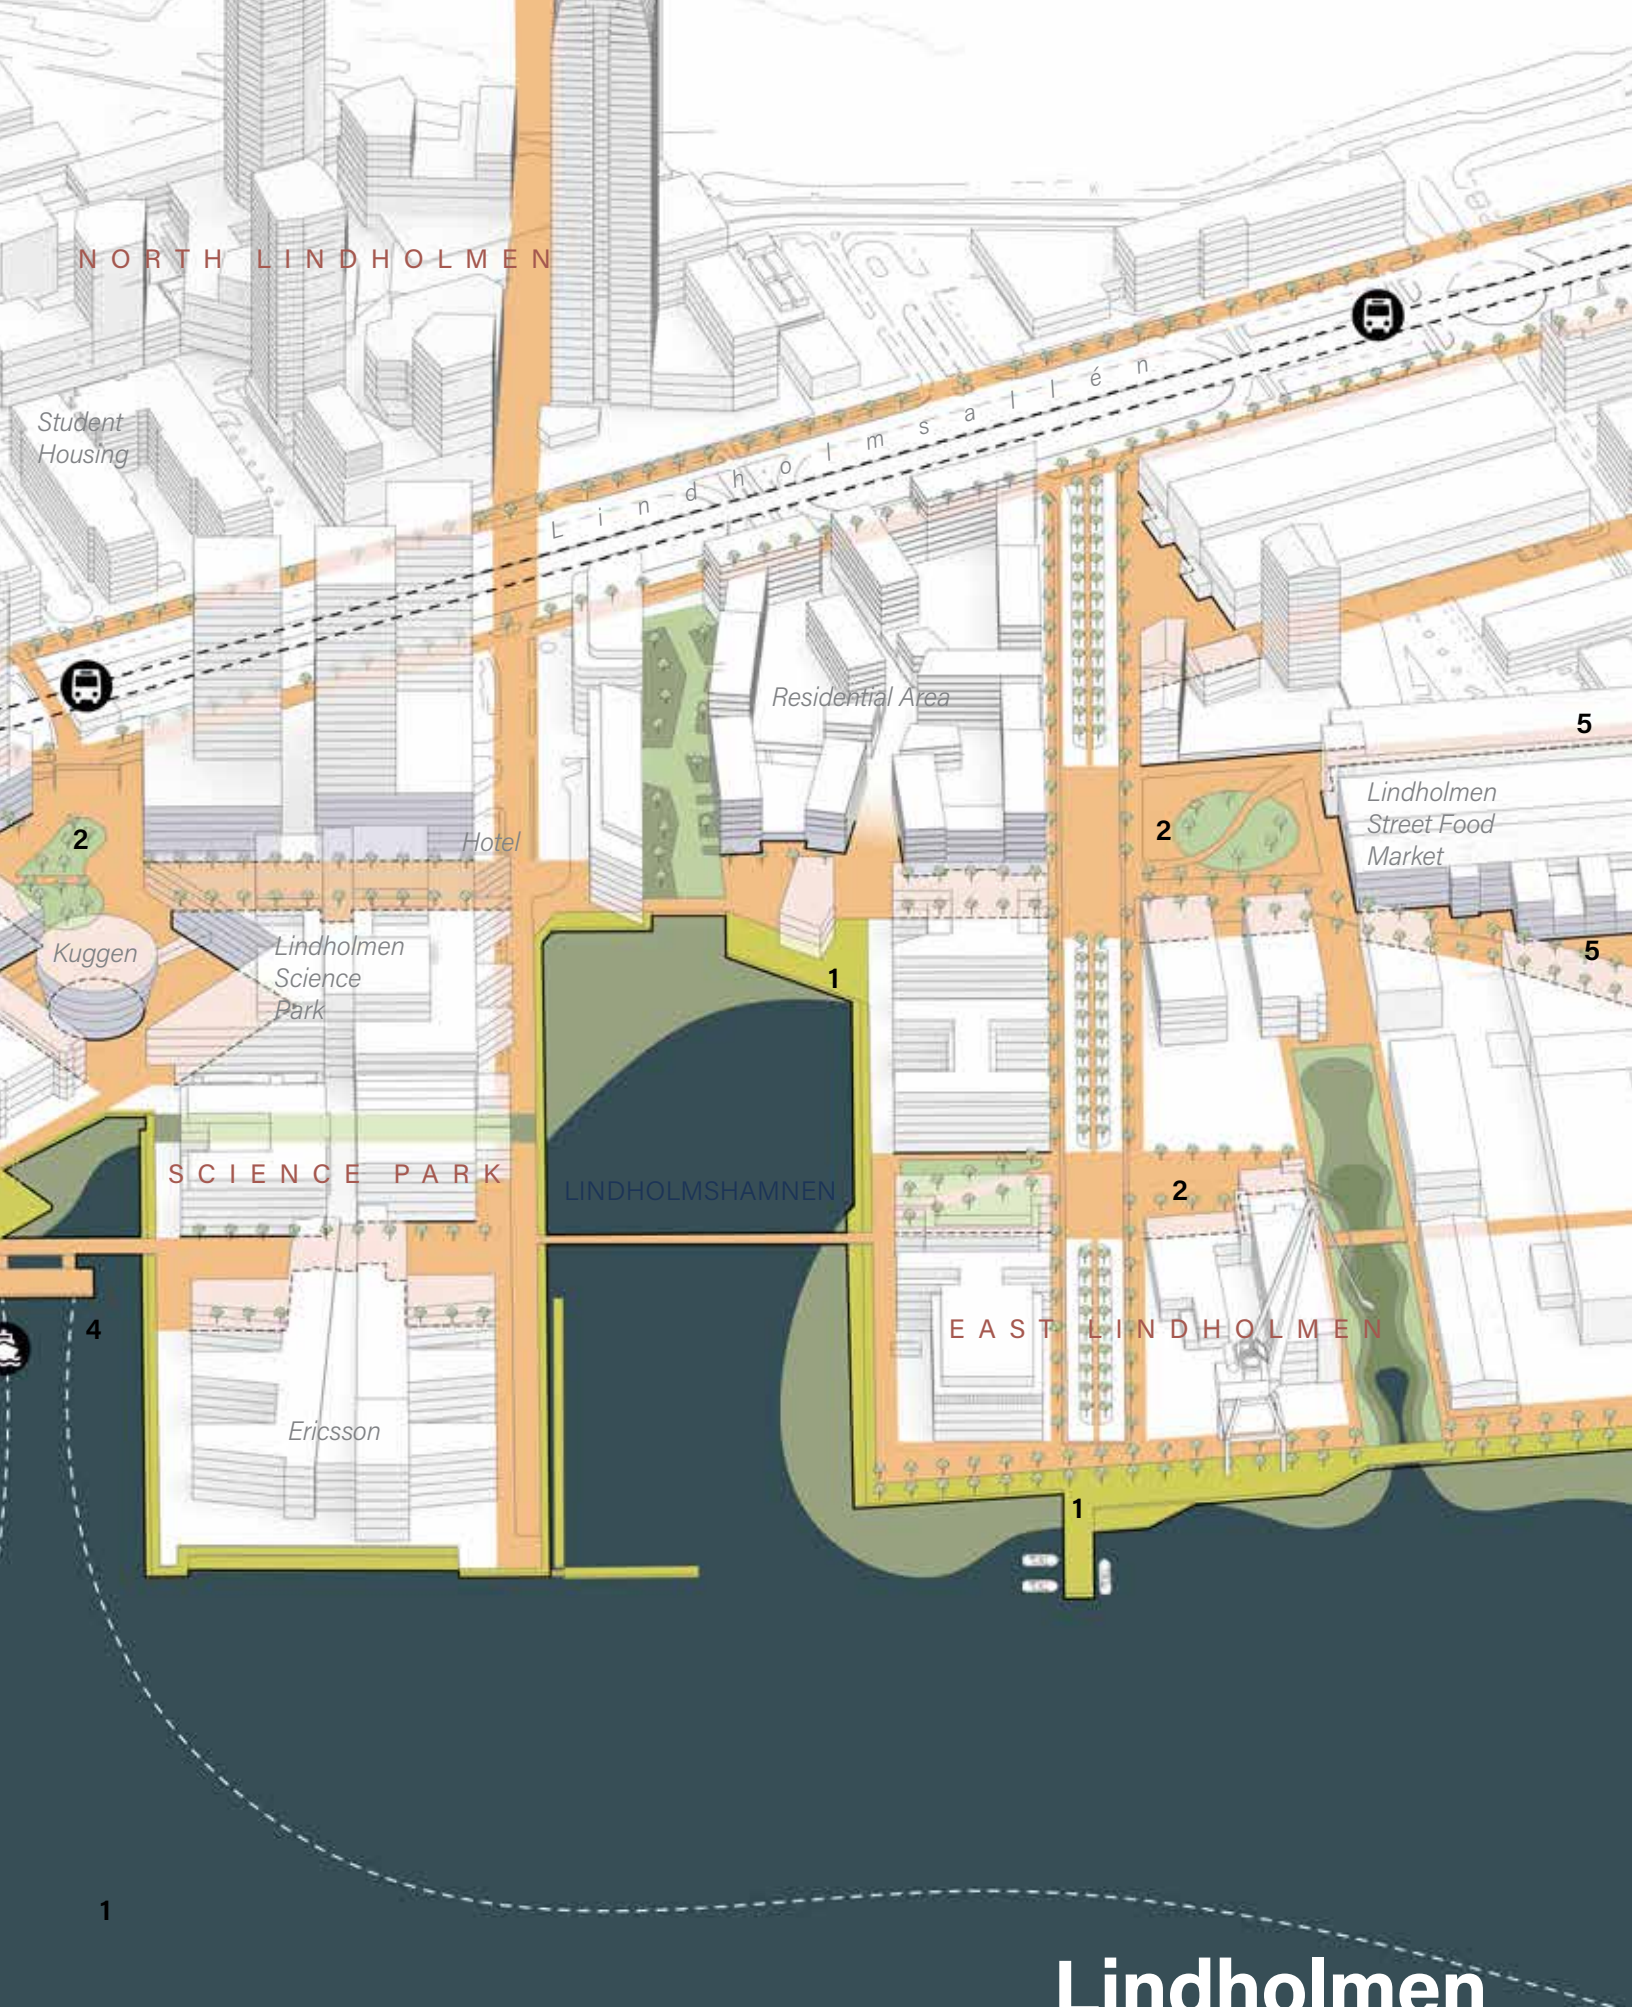 NORTH LINDHOLMEN
Lindholmsallén
Student
Housing
Residential Area
5
Lindholmen
Street Food
Market
2
2
Hotel
Kuggen
Lindholmen
Science
Park
5
1
SCIENCE PARK
LINDHOLMSHAMNEN
2
EAST LINDHOLMEN
4
Ericsson
1
1
Lindholmen